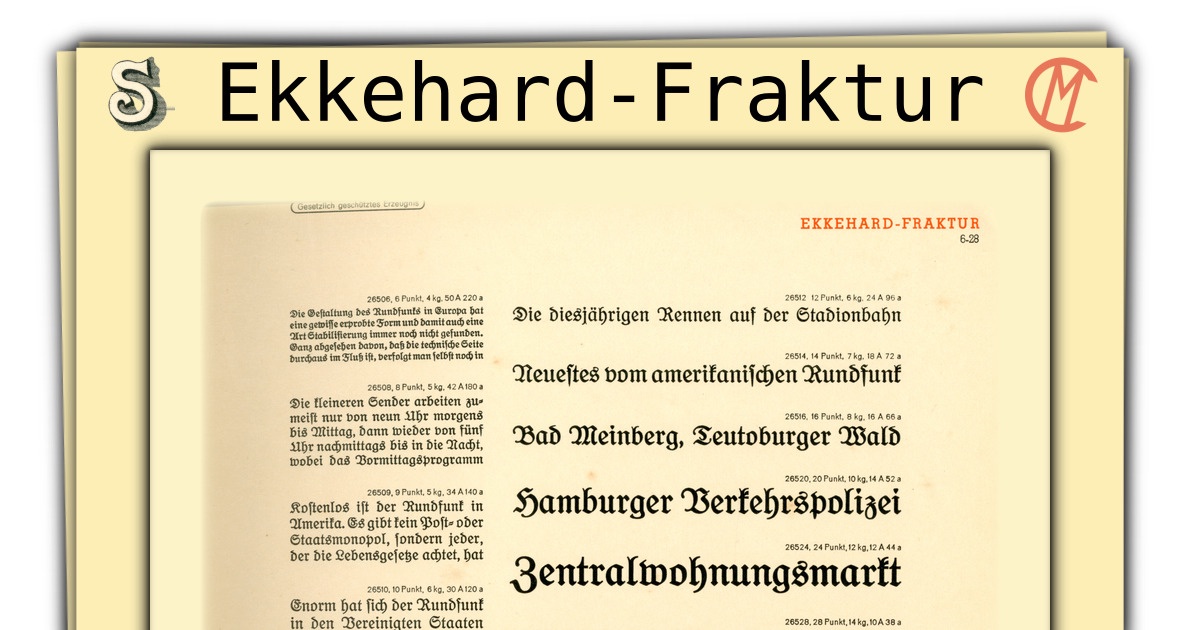 S Ekkehard-Fraktur CM
Gesetzlich geschütztes Erzeugnis
EKKEHARD-FRAKTUR
6-28
26506, 6 Punkt, 4 kg, 50 A 220 a
Die Geſtaltung des Rundfunks in Europa hat
eine gewiſſe erprobte Form und damit auch eine
Art Stabiliſierung immer noch nicht gefunden.
Ganz abgeſehen davon, daß die techniſche Seite
durchaus im Fluß iſt, verfolgt man ſelbſt noch in
26508, 8 Punkt, 5 kg, 42 A 180 a
Die kleineren Sender arbeiten zu-
meiſt nur von neun Uhr morgens
bis Mittag, dann wieder von fünf
Uhr nachmittags bis in die Nacht,
wobei das Vormittagsprogramm
26509, 9 Punkt, 5 kg, 34 A 140 a
Koſtenlos iſt der Rundfunk in
Amerika. Es gibt kein Poſt- oder
Staatsmonopol, ſondern jeder,
der die Lebensgeſetze achtet, hat
26510, 10 Punkt, 6 kg, 30 A 120 a
Enorm hat ſich der Rundfunk
in den Vereinigten Staaten
26512 12 Punkt, 6 kg, 24 A 96 a
Die diesjährigen Rennen auf der Stadionbahn
26514, 14 Punkt, 7 kg, 18 A 72 a
Neueſtes vom amerikaniſchen Rundfunk
26516, 16 Punkt, 8 kg, 16 A 66 a
Bad Meinberg, Teutoburger Wald
26520, 20 Punkt, 10 kg, 14 A 52 a
Hamburger Verkehrspolizei
26524, 24 Punkt, 12 kg, 12 A 44 a
Zentralwohnungsmarkt
26528, 28 Punkt, 14 kg, 10 A 38 a